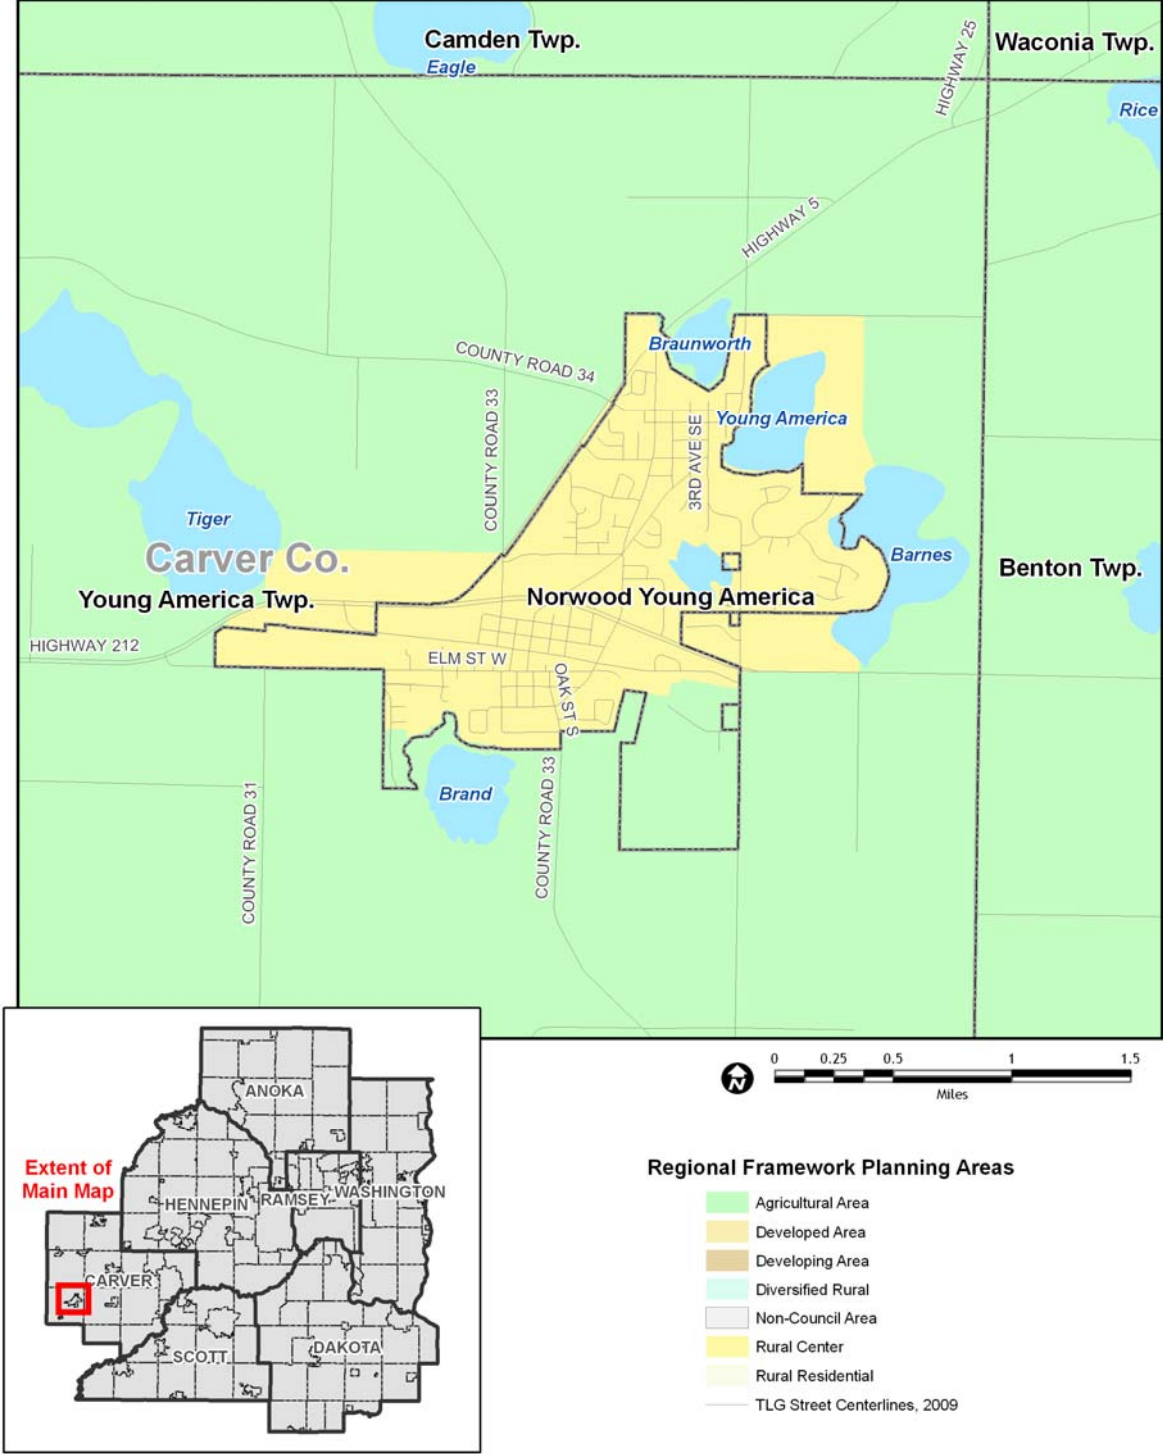 Camden Twp.
Waconia Twp.
Eagle
HIGHWAY 25
Rice
HIGHWAY 5
Braunworth
COUNTY ROAD 34
COUNTY ROAD 33
Young America
3RD AVE SE
Tiger
Carver Co.
Barnes
Benton Twp.
Young America Twp.
Norwood Young America
HIGHWAY 212
ELM ST W
OAK ST S
Brand
COUNTY ROAD 31
COUNTY ROAD 33
N
0 0.25 0.5 1 1.5
Miles
ANOKA
Extent of
Main Map
HENNEPIN
RAMSEY
WASHINGTON
CARVER
SCOTT
DAKOTA
Regional Framework Planning Areas
Agricultural Area
Developed Area
Developing Area
Diversified Rural
Non-Council Area
Rural Center
Rural Residential
TLG Street Centerlines, 2009